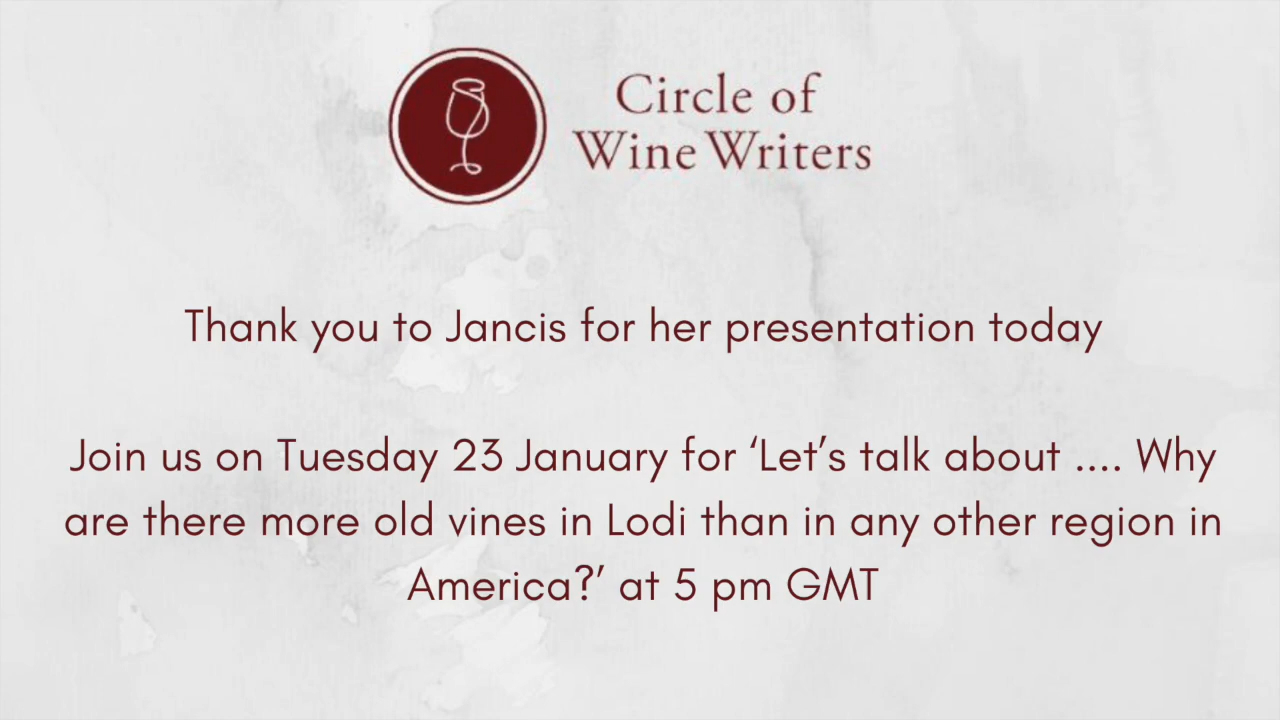 Circle of
Wine Writers
Thank you to Jancis for her presentation today
Join us on Tuesday 23 January for ‘Let’s talk about .... Why
are there more old vines in Lodi than in any other region in
America?’ at 5 pm GMT